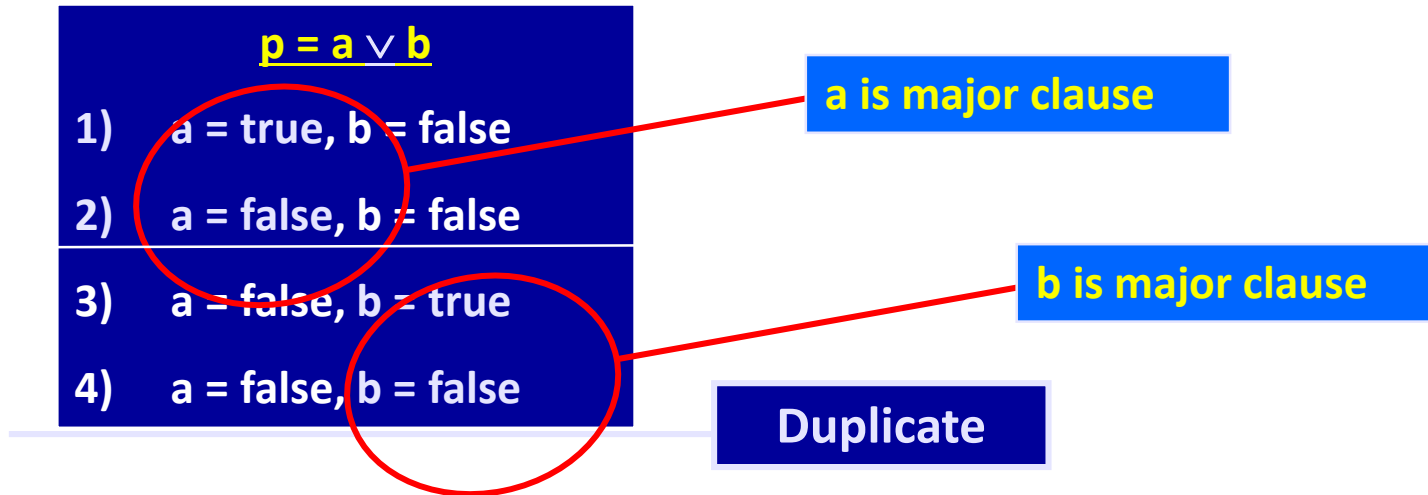 p = a ∨ b
1) a = true, b = false
2) a = false, b = false
3) a = false, b = true
4) a = false, b = false
a is major clause
b is major clause
Duplicate